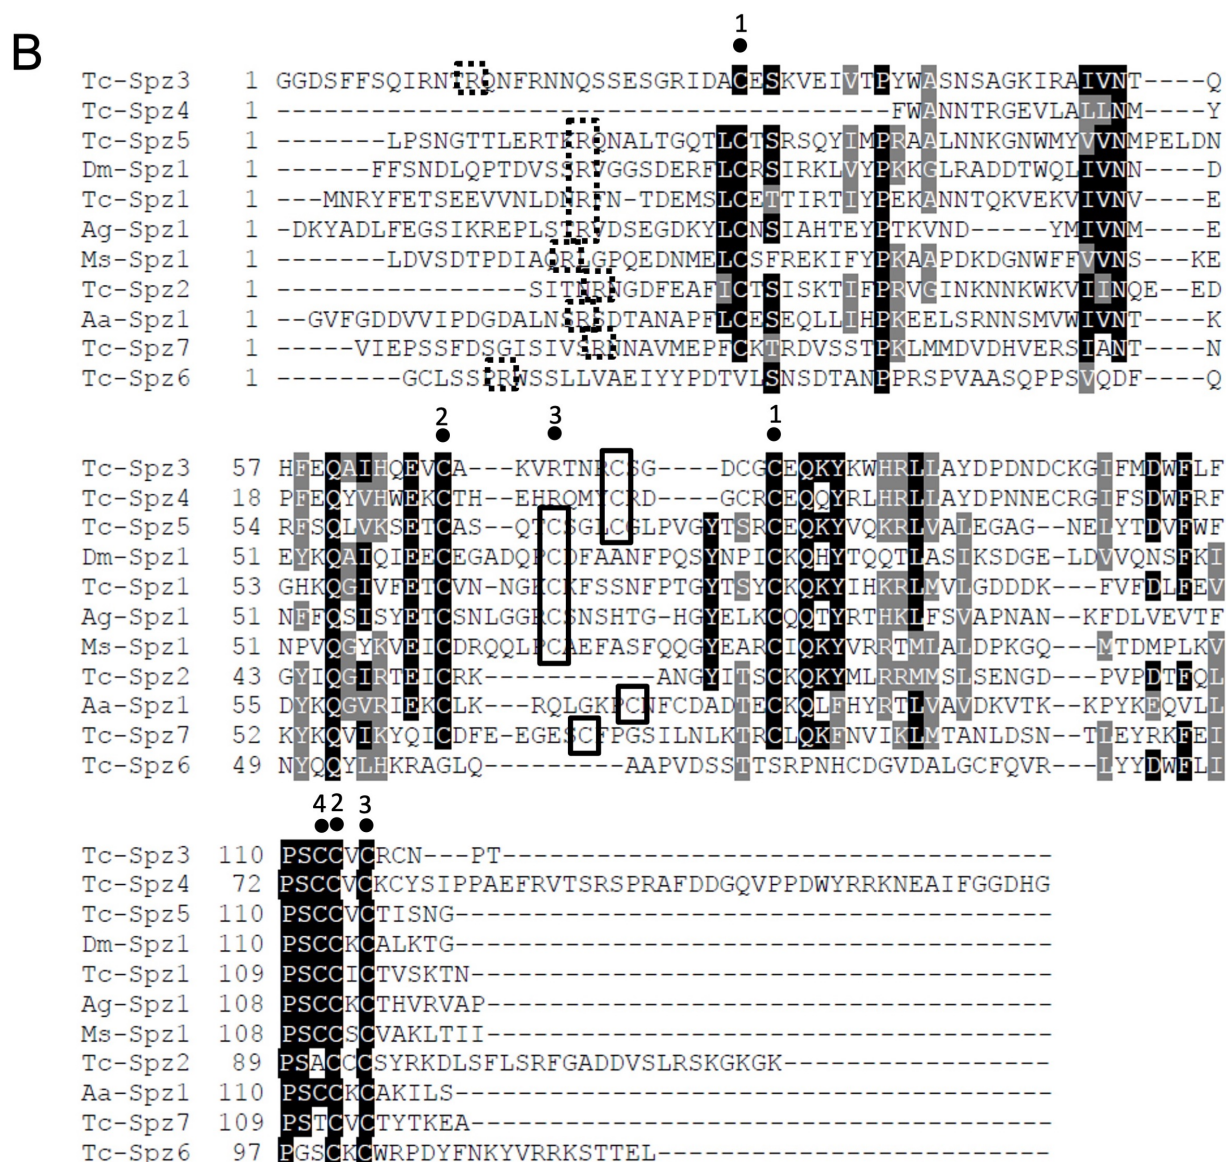 B
1
Tc-Spz3 1 GGDSFFSQIRNTRQNFRNNQSSESGRIDACESKVEIVTPYWASNSAGKIRAIVNT----Q
Tc-Spz4 1 ---------------------------------------FWANNTRGEVLALLNM----Y
Tc-Spz5 1 -------LPSNGTTLERTKRQNALTGQTLCTSRSQYIMPRAALNNKGNWMYVVNMPELDN
Dm-Spz1 1 ------FFSNDLQPTDVSSRVGGSDERFLCRSIRKLVYPKKGLRADDTWQLIVNN----D
Tc-Spz1 1 ---MNRYFETSEEVVNLDNRFN-TDEMSLCETTIRTIYPEKANNTQKVEKVIVNV----E
Ag-Spz1 1 -DKYADLFEGSIKREPLSTRVDSEGDKYLCNSIAHTEYPTKVND-----YMIVNM----E
Ms-Spz1 1 -------LDVSDTPDIAQRLGPQEDNMELCSFREKIFYPKAAPDKDGNWFFVVNS---KE
Tc-Spz2 1 ----------------SITNRNGDFEAFICTSISKTIFPRVGINKNNKWKVIINQE--ED
Aa-Spz1 1 --GVFGDDVVIPDGDALNSRSDTANAPFLCESEQLLIHPKEELSRNNSMVWIVNT----K
Tc-Spz7 1 -----VIEPSSFDSGISIVSRNNAVMEPFCKTRDVSSTPKLMMDVDHVERSIANT----N
Tc-Spz6 1 --------GCLSSPRWSSLLVAEIYYPDTVLSNSDTANPPRSPVAASQPPSVQDF----Q
2 3 1
Tc-Spz3 57 HFEQAIHQEVCA---KVRTNRCSG----DCGCEQKYKWHRLLAYDPDNDCKGIFMDWFLF
Tc-Spz4 18 PFEQYVHWEKCTH--EHRQMYCRD----GCRCEQQYRLHRLLAYDPNNECRGIFSDWFRF
Tc-Spz5 54 RFSQLVKSETCAS--QTCSGLCGLPVGYTSRCEQKYVQKRLVALEGAG--NELYTDVFWF
Dm-Spz1 51 EYKQAIQIEECEGADQPCDFAANFPQSYNPICKQHYTQQTLASIKSDGE-LDVVQNSFKI
Tc-Spz1 53 GHKQGIVFETCVN-NGKCKFSSNFPTGYTSYCKQKYIHKRLMVLGDDDK---FVFDLFEV
Ag-Spz1 51 NFFQSISYETCSNLGGRCSNSHTG-HGYELKCQQTYRTHKLFSVAPNAN-KFDLVEVTF
Ms-Spz1 51 NPVQGYKVEICDRQQLPCAEFASFQQGYEARCIQKYVRRTMLALDPKGQ---MTDMPLKV
Tc-Spz2 43 GYIQGIRTEICRK-----------ANGYITSCKQKYMLRRMMSLSENGD---PVPDTFQL
Aa-Spz1 55 DYKQGVRIEKCLK---RQLGKPCNFCDADTECKQLFHYRTLVAVDKVTK--KPYKEQVLL
Tc-Spz7 52 KYKQVIKYQICDFE-EGESCFPGSILNLKTRCLQKFNVIKLMTANLDSN--TLEYRKFEI
Tc-Spz6 49 NYQQYLHKRAGLQ---------AAPVDSSTTSRPNHCDGVDALGCFQVR---LYYDWFLI
4 2 3
Tc-Spz3 110 PSCCVCRCN---PT-----------------------------------
Tc-Spz4 72 PSCCVCKCYSIPPAEFRVTSRSPRAFDDGQVPPDWYRRKNEAIFGGDHG
Tc-Spz5 110 PSCCVCTISNG--------------------------------------
Dm-Spz1 110 PSCCKCALKTG--------------------------------------
Tc-Spz1 109 PSCCICTVSKTN-------------------------------------
Ag-Spz1 108 PSCCKCTHVRVAP------------------------------------
Ms-Spz1 108 PSCCSCVAKLTII------------------------------------
Tc-Spz2 89 PSACCCSYRKDLSFLSRFGADDVSLRSKGKGK-----------------
Aa-Spz1 110 PSCCKCAKILS--------------------------------------
Tc-Spz7 109 PSTCVCTYTKEA-------------------------------------
Tc-Spz6 97 PGSCKCWRPDYFNKYVRRKSTTEL-------------------------